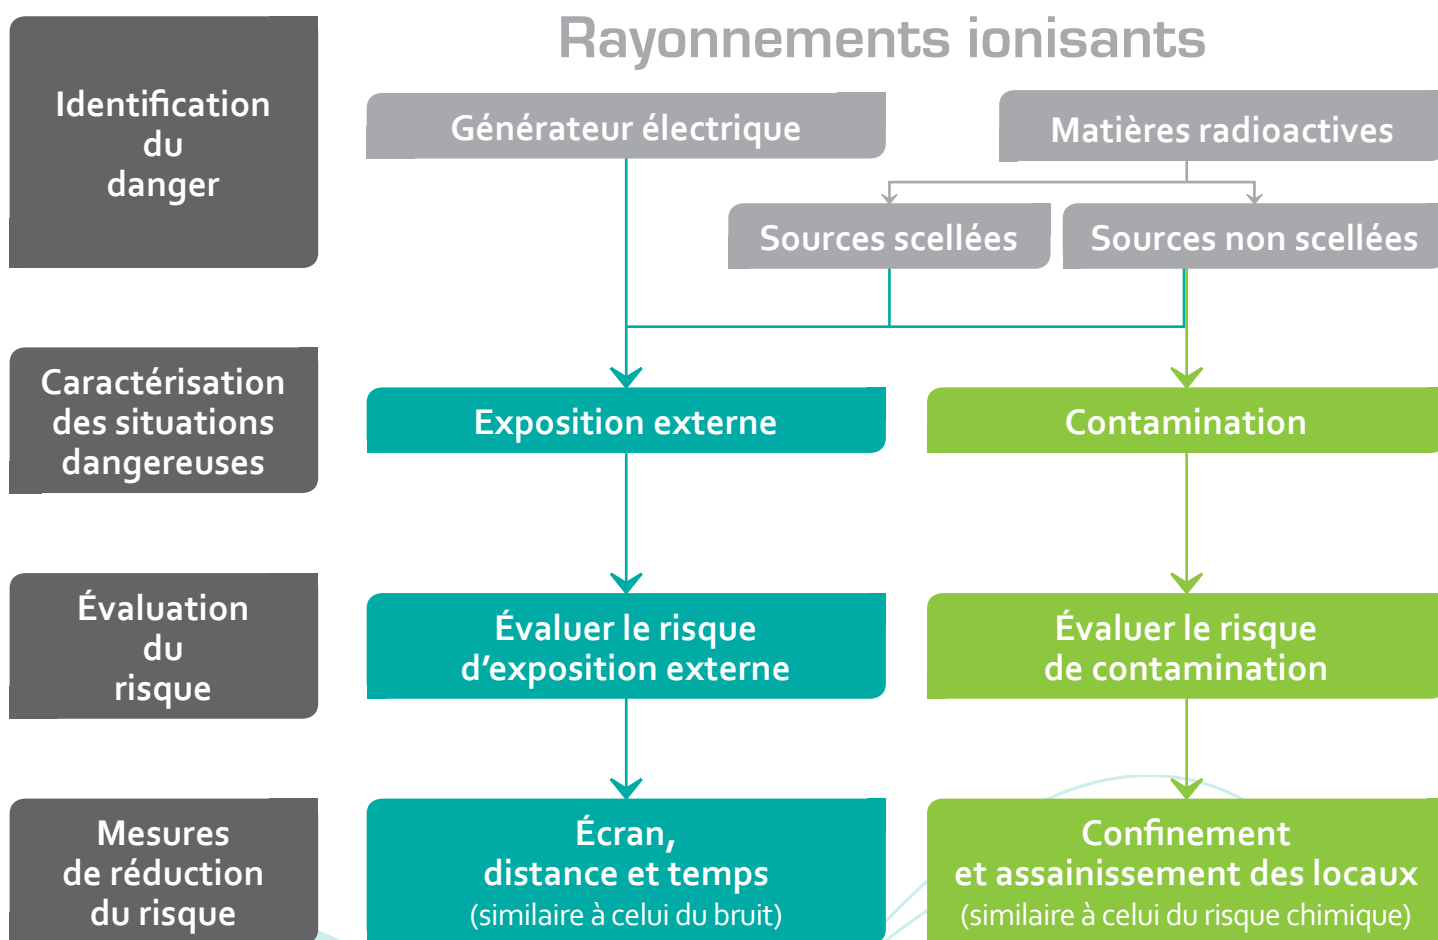 Rayonnements ionisants
Identification
du
danger
Générateur électrique
Matières radioactives
Sources scellées
Sources non scellées
Caractérisation
des situations
dangereuses
Exposition externe
Contamination
Évaluation
du
risque
Évaluer le risque
d’exposition externe
Évaluer le risque
de contamination
Mesures
de réduction
du risque
Écran,
distance et temps
(similaire à celui du bruit)
Confinement
et assainissement des locaux
(similaire à celui du risque chimique)